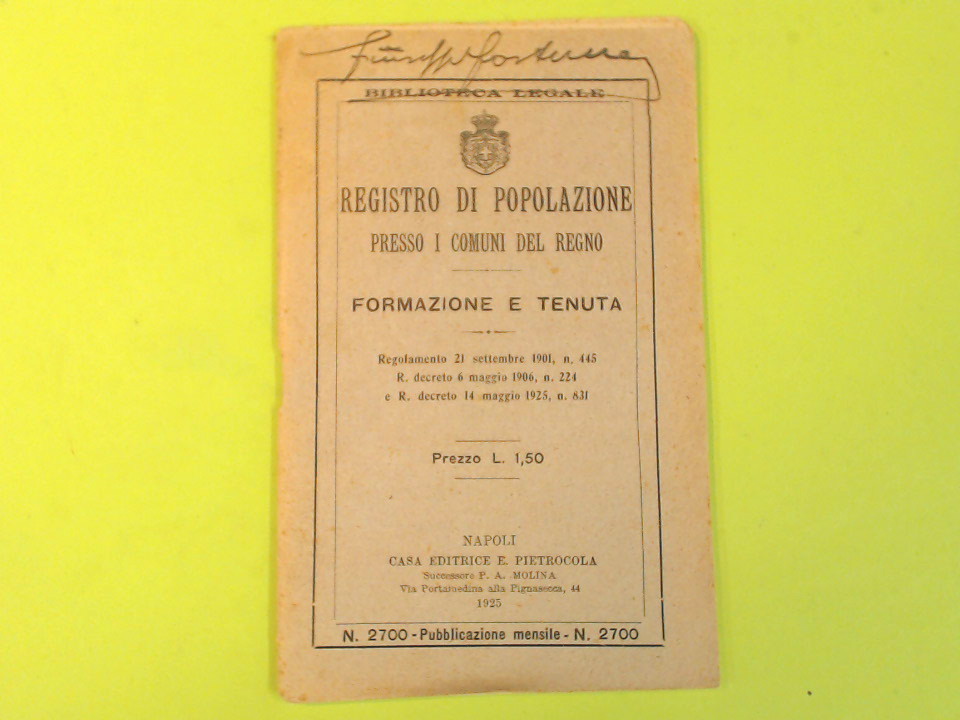 BIBLIOTECA LEGALE
REGISTRO DI POPOLAZIONE
PRESSO I COMUNI DEL REGNO
FORMAZIONE E TENUTA
Regolamento 21 settembre 1901, n. 445
R. decreto 6 maggio 1906, n. 224
e R. decreto 14 maggio 1925, n. 831
Prezzo L. 1,50
NAPOLI
CASA EDITRICE E. PIETROCOLA
Successore P. A. MOLINA
Via Portamedina alla Pignasecca, 44
1925
N. 2700 - Pubblicazione mensile - N. 2700